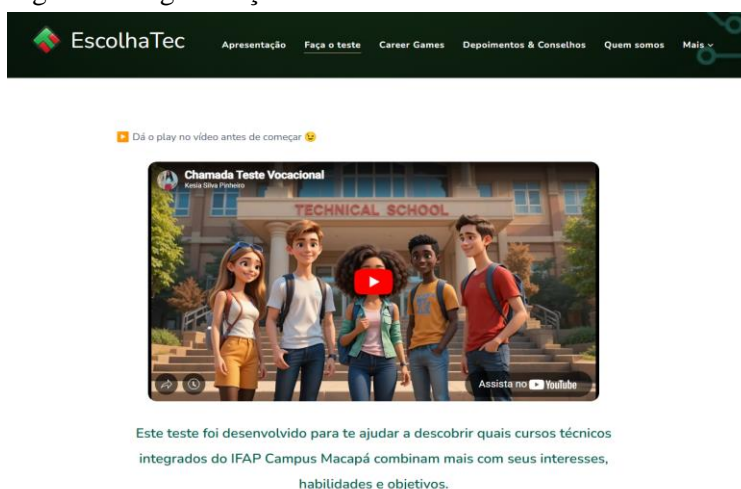 EscolhaTec
Apresentação Faça o teste Career Games Depoimentos & Conselhos Quem somos Mais
▶️ Dá o play no vídeo antes de começar 😉
Chamada Teste Vocacional
Kesia Silva Pinheiro
TECHNICAL SCHOOL
Assista no YouTube
Este teste foi desenvolvido para te ajudar a descobrir quais cursos técnicos
integrados do IFAP Campus Macapá combinam mais com seus interesses,
habilidades e objetivos.